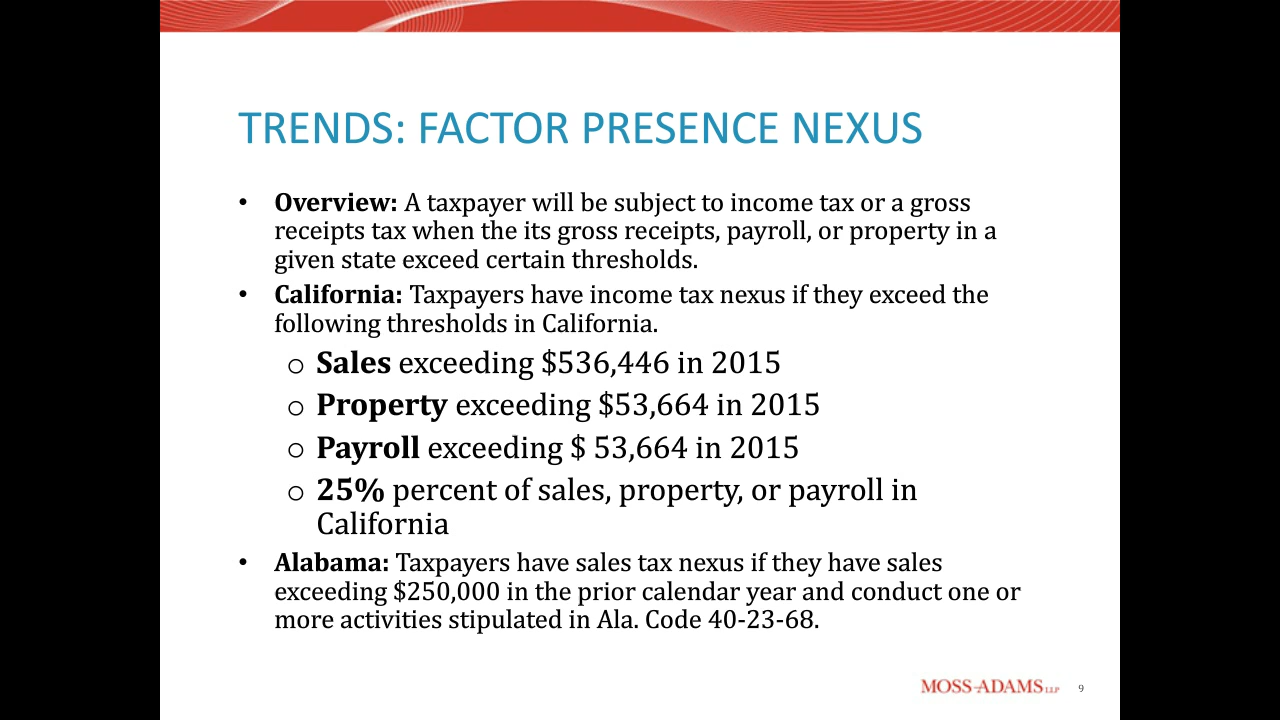 TRENDS: FACTOR PRESENCE NEXUS
• Overview: A taxpayer will be subject to income tax or a gross
receipts tax when the its gross receipts, payroll, or property in a
given state exceed certain thresholds.
• California: Taxpayers have income tax nexus if they exceed the
following thresholds in California.
o Sales exceeding $536,446 in 2015
o Property exceeding $53,664 in 2015
o Payroll exceeding $ 53,664 in 2015
o 25% percent of sales, property, or payroll in
California
• Alabama: Taxpayers have sales tax nexus if they have sales
exceeding $250,000 in the prior calendar year and conduct one or
more activities stipulated in Ala. Code 40-23-68.
MOSS-ADAMS LLP 9